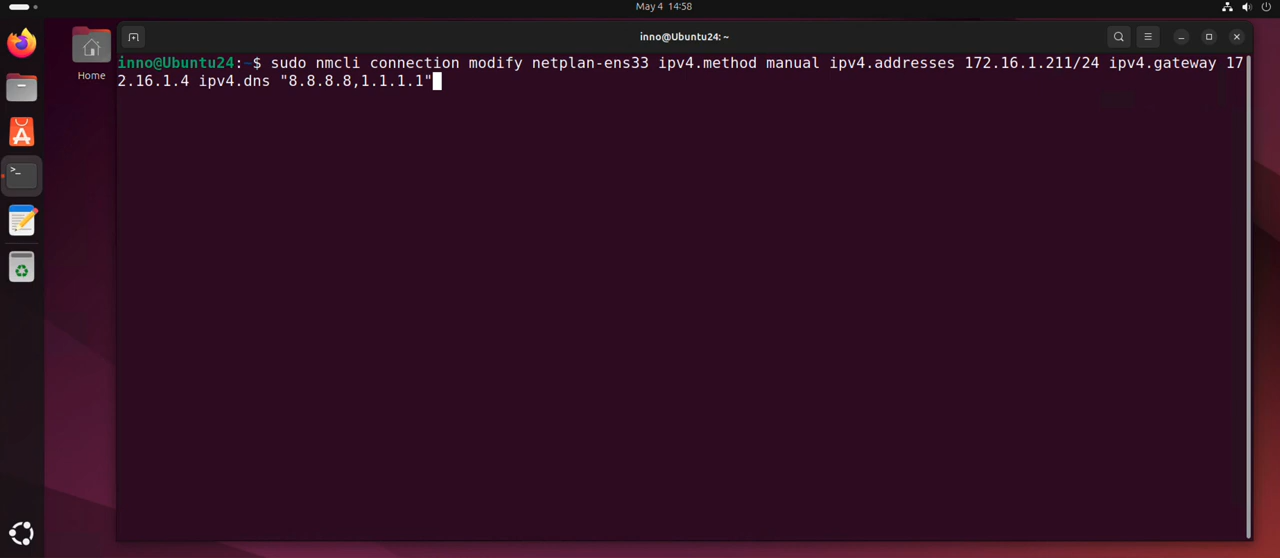 May 4 14:58
inno@Ubuntu24: ~
Home
inno@Ubuntu24:~$ sudo nmcli connection modify netplan-ens33 ipv4.method manual ipv4.addresses 172.16.1.211/24 ipv4.gateway 17
2.16.1.4 ipv4.dns "8.8.8.8,1.1.1.1"